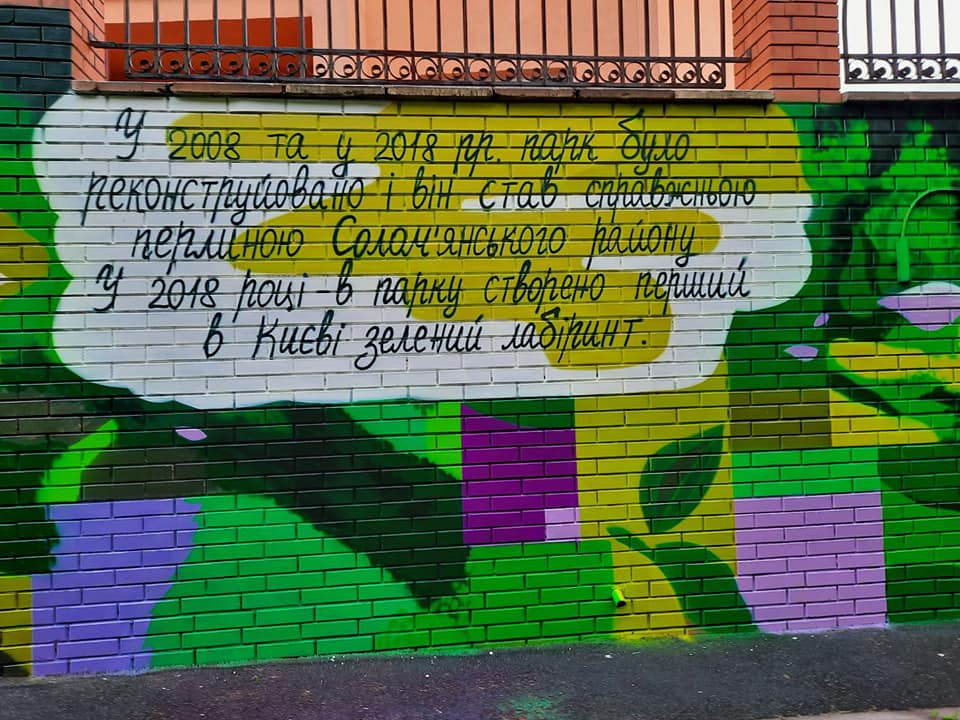 У 2008 та у 2018 рр. парк було
реконструйовано і він став справжньою
перлиною Солом'янського району
У 2018 році - в парку створено перший
в Києві зелений лабіринт.